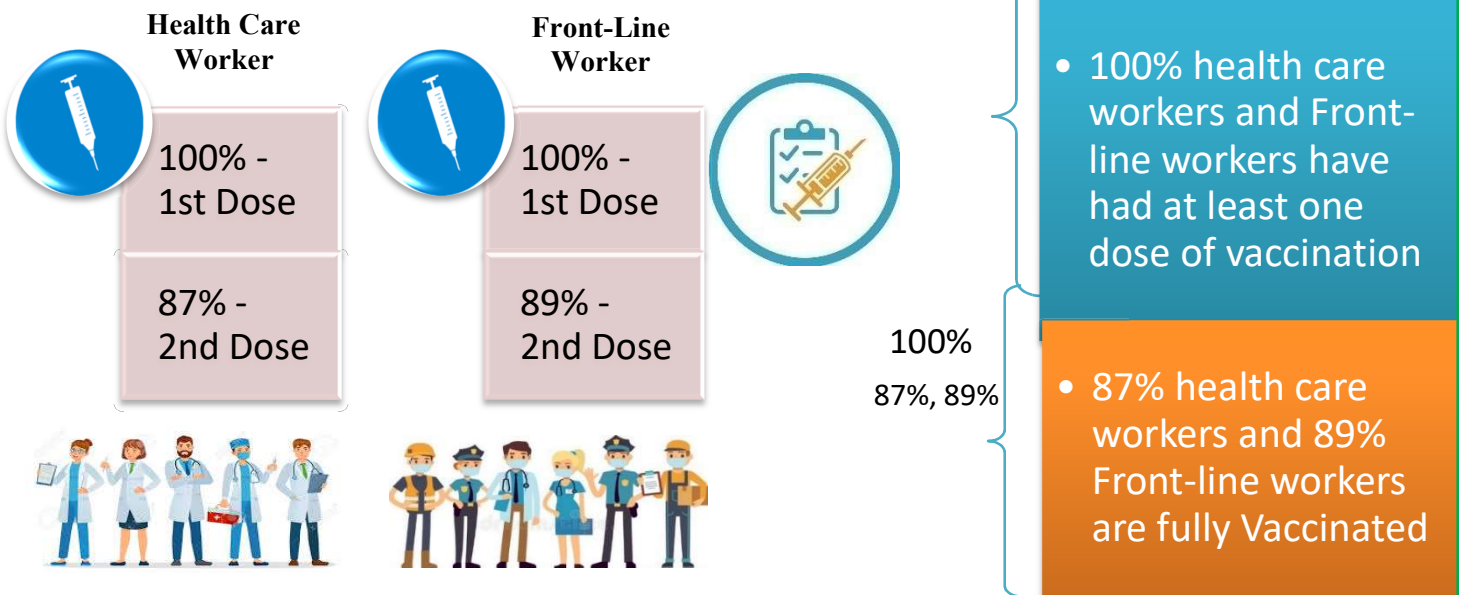 Health Care
Worker
100% -
1st Dose
87% -
2nd Dose
Front-Line
Worker
100% -
1st Dose
89% -
2nd Dose
100%
87%, 89%
• 100% health care
workers and Front-
line workers have
had at least one
dose of vaccination
• 87% health care
workers and 89%
Front-line workers
are fully Vaccinated